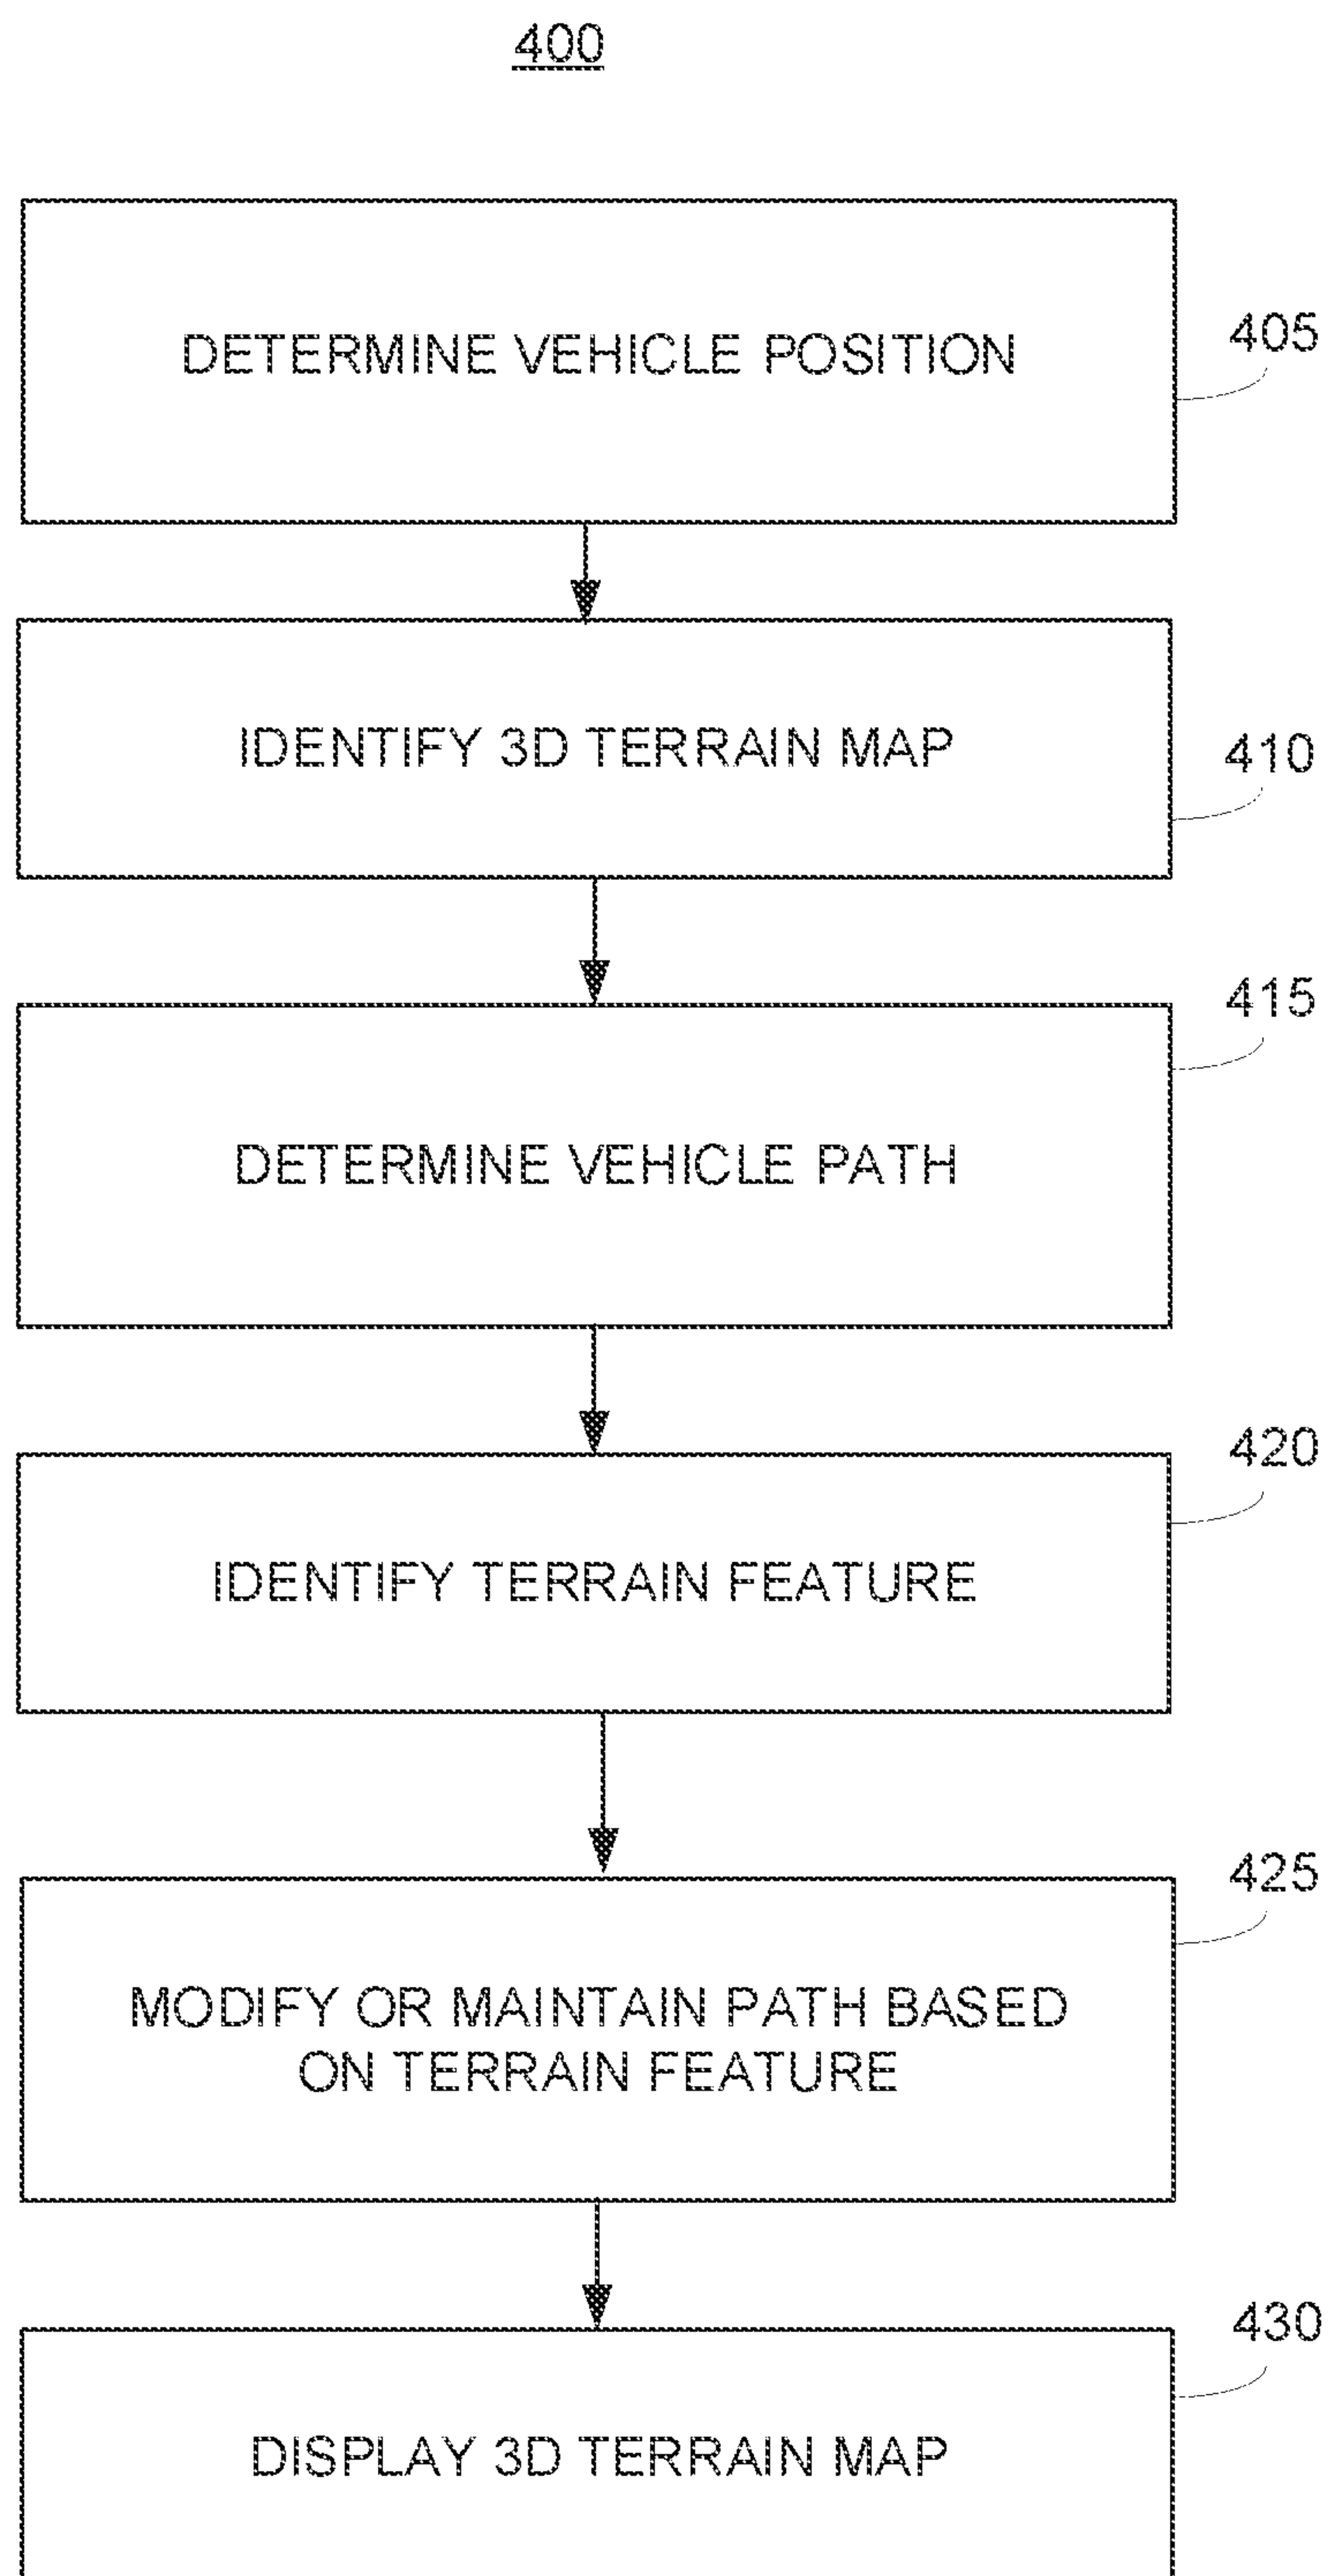 400
DETERMINE VEHICLE POSITION
405
IDENTIFY 3D TERRAIN MAP
410
415
DETERMINE VEHICLE PATH
420
IDENTIFY TERRAIN FEATURE
425
MODIFY OR MAINTAIN PATH BASED
ON TERRAIN FEATURE
430
DISPLAY 3D TERRAIN MAP